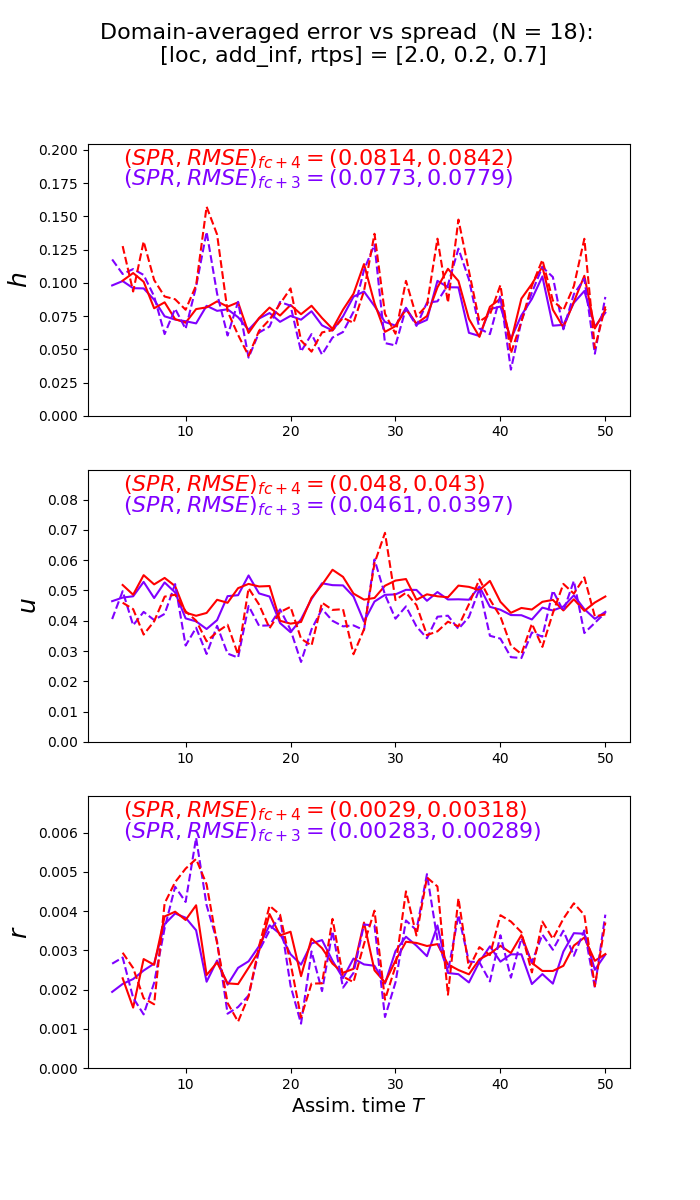 Domain-averaged error vs spread (N = 18):
[loc, add_inf, rtps] = [2.0, 0.2, 0.7]
(SPR, RMSE)fc+4 = (0.0814, 0.0842)
(SPR, RMSE)fc+3 = (0.0773, 0.0779)
0.200
0.175
0.150
0.125
0.100
0.075
0.050
0.025
0.000
h
10 20 30 40 50
(SPR, RMSE)fc+4 = (0.048, 0.043)
(SPR, RMSE)fc+3 = (0.0461, 0.0397)
0.08
0.07
0.06
0.05
0.04
0.03
0.02
0.01
0.00
u
10 20 30 40 50
(SPR, RMSE)fc+4 = (0.0029, 0.00318)
(SPR, RMSE)fc+3 = (0.00283, 0.00289)
0.006
0.005
0.004
0.003
0.002
0.001
0.000
r
10 20 30 40 50
Assim. time T